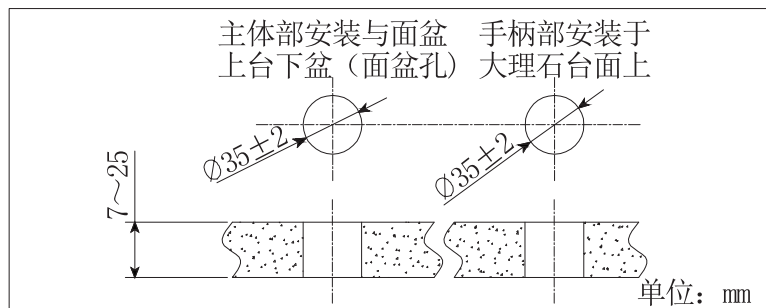 主体部安装与面盆
上台下盆（面盆孔)
手柄部安装于
大理石台面上
Ø35±2
Ø35±2
7～25
单位：mm